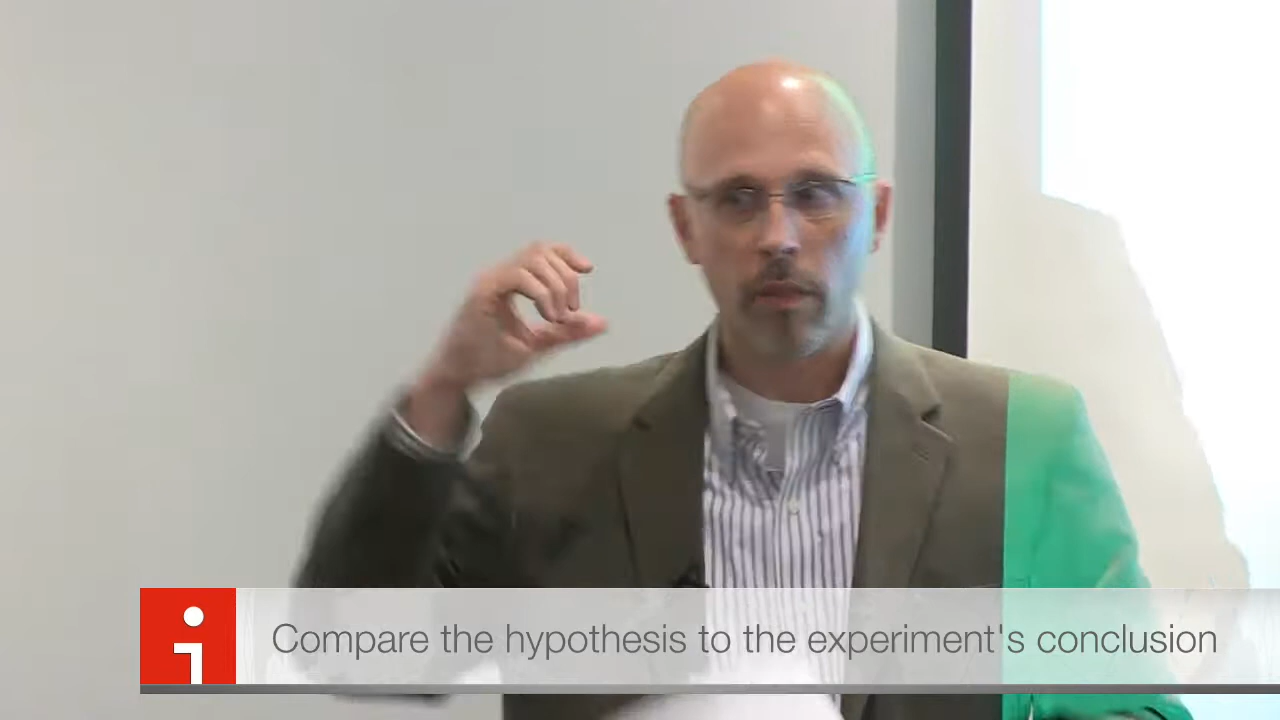 Compare the hypothesis to the experiment's conclusion